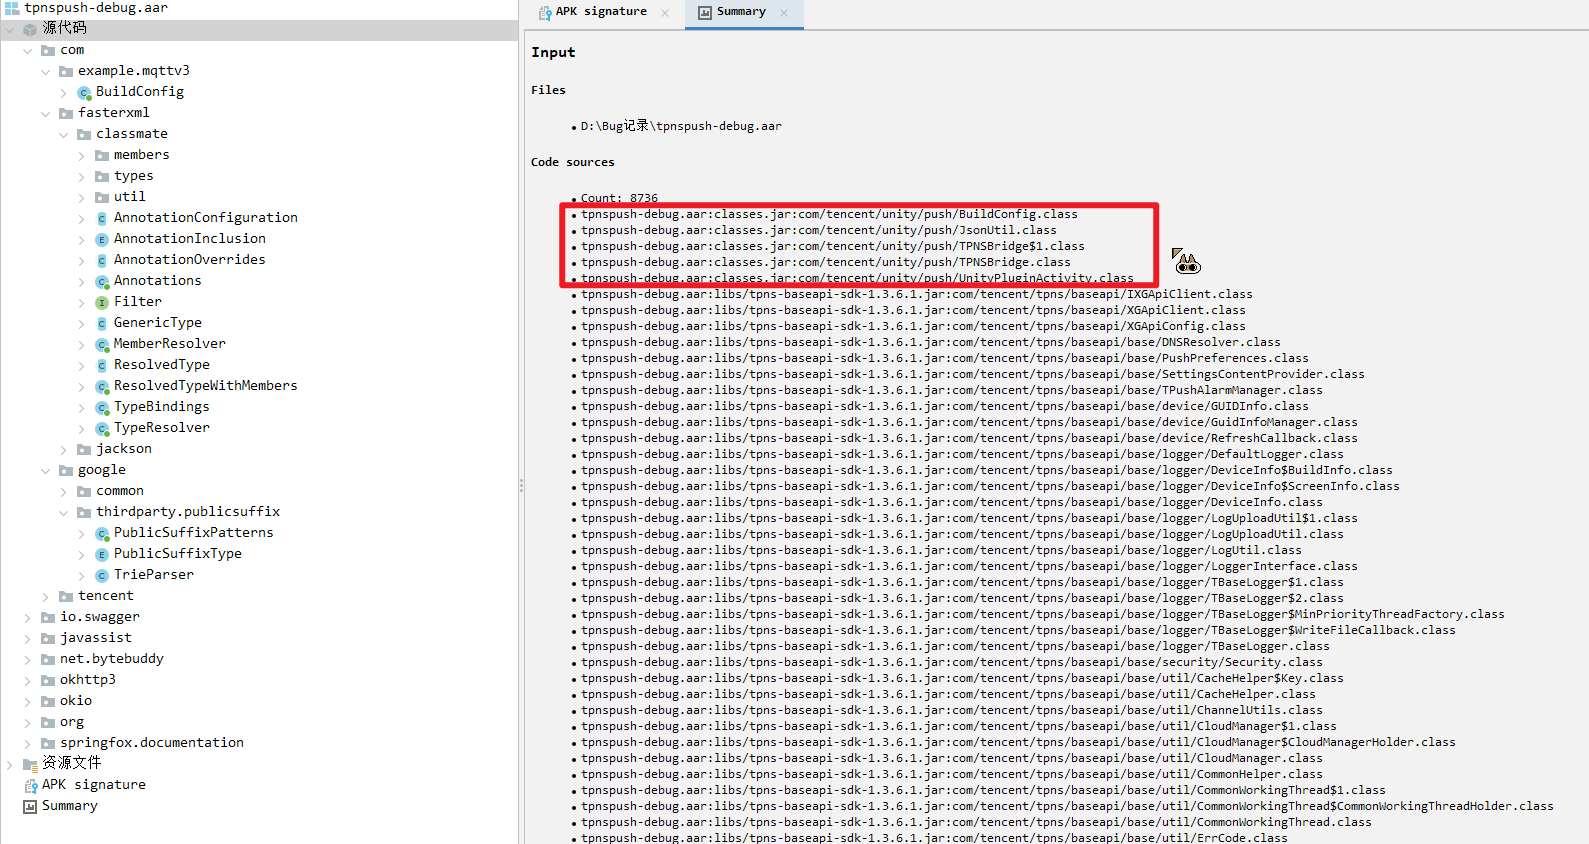 tpnspush-debug.aar
源代码
com
example.mqttv3
BuildConfig
fasterxml
classmate
members
types
util
AnnotationConfiguration
AnnotationInclusion
AnnotationOverrides
Annotations
Filter
GenericType
MemberResolver
ResolvedType
ResolvedTypeWithMembers
TypeBindings
TypeResolver
jackson
google
common
thirdparty.publicsuffix
PublicSuffixPatterns
PublicSuffixType
TrieParser
tencent
io.swagger
javassist
net.bytebuddy
okhttp3
okio
org
springfox.documentation
资源文件
APK signature
Summary
APK signature
Summary
Input
Files
D:\Bug记录\tpnspush-debug.aar
Code sources
Count: 8736
tpnspush-debug.aar:classes.jar:com/tencent/unity/push/BuildConfig.class
tpnspush-debug.aar:classes.jar:com/tencent/unity/push/JsonUtil.class
tpnspush-debug.aar:classes.jar:com/tencent/unity/push/TPNSBridge$1.class
tpnspush-debug.aar:classes.jar:com/tencent/unity/push/TPNSBridge.class
tpnspush-debug.aar:classes.jar:com/tencent/unity/push/UnityPluginActivity.class
tpnspush-debug.aar:libs/tpns-baseapi-sdk-1.3.6.1.jar:com/tencent/tpns/baseapi/IXGApiClient.class
tpnspush-debug.aar:libs/tpns-baseapi-sdk-1.3.6.1.jar:com/tencent/tpns/baseapi/XGApiClient.class
tpnspush-debug.aar:libs/tpns-baseapi-sdk-1.3.6.1.jar:com/tencent/tpns/baseapi/XGApiConfig.class
tpnspush-debug.aar:libs/tpns-baseapi-sdk-1.3.6.1.jar:com/tencent/tpns/baseapi/base/DNSResolver.class
tpnspush-debug.aar:libs/tpns-baseapi-sdk-1.3.6.1.jar:com/tencent/tpns/baseapi/base/PushPreferences.class
tpnspush-debug.aar:libs/tpns-baseapi-sdk-1.3.6.1.jar:com/tencent/tpns/baseapi/base/SettingsContentProvider.class
tpnspush-debug.aar:libs/tpns-baseapi-sdk-1.3.6.1.jar:com/tencent/tpns/baseapi/base/TPushAlarmManager.class
tpnspush-debug.aar:libs/tpns-baseapi-sdk-1.3.6.1.jar:com/tencent/tpns/baseapi/base/device/GUIDInfo.class
tpnspush-debug.aar:libs/tpns-baseapi-sdk-1.3.6.1.jar:com/tencent/tpns/baseapi/base/device/GuidInfoManager.class
tpnspush-debug.aar:libs/tpns-baseapi-sdk-1.3.6.1.jar:com/tencent/tpns/baseapi/base/device/RefreshCallback.class
tpnspush-debug.aar:libs/tpns-baseapi-sdk-1.3.6.1.jar:com/tencent/tpns/baseapi/base/logger/DefaultLogger.class
tpnspush-debug.aar:libs/tpns-baseapi-sdk-1.3.6.1.jar:com/tencent/tpns/baseapi/base/logger/DeviceInfo$BuildInfo.class
tpnspush-debug.aar:libs/tpns-baseapi-sdk-1.3.6.1.jar:com/tencent/tpns/baseapi/base/logger/DeviceInfo$ScreenInfo.class
tpnspush-debug.aar:libs/tpns-baseapi-sdk-1.3.6.1.jar:com/tencent/tpns/baseapi/base/logger/DeviceInfo.class
tpnspush-debug.aar:libs/tpns-baseapi-sdk-1.3.6.1.jar:com/tencent/tpns/baseapi/base/logger/LogUploadUtil$1.class
tpnspush-debug.aar:libs/tpns-baseapi-sdk-1.3.6.1.jar:com/tencent/tpns/baseapi/base/logger/LogUploadUtil.class
tpnspush-debug.aar:libs/tpns-baseapi-sdk-1.3.6.1.jar:com/tencent/tpns/baseapi/base/logger/LogUtil.class
tpnspush-debug.aar:libs/tpns-baseapi-sdk-1.3.6.1.jar:com/tencent/tpns/baseapi/base/logger/LoggerInterface.class
tpnspush-debug.aar:libs/tpns-baseapi-sdk-1.3.6.1.jar:com/tencent/tpns/baseapi/base/logger/TBaseLogger$1.class
tpnspush-debug.aar:libs/tpns-baseapi-sdk-1.3.6.1.jar:com/tencent/tpns/baseapi/base/logger/TBaseLogger$2.class
tpnspush-debug.aar:libs/tpns-baseapi-sdk-1.3.6.1.jar:com/tencent/tpns/baseapi/base/logger/TBaseLogger$MinPriorityThreadFactory.class
tpnspush-debug.aar:libs/tpns-baseapi-sdk-1.3.6.1.jar:com/tencent/tpns/baseapi/base/logger/TBaseLogger$WriteFileCallback.class
tpnspush-debug.aar:libs/tpns-baseapi-sdk-1.3.6.1.jar:com/tencent/tpns/baseapi/base/logger/TBaseLogger.class
tpnspush-debug.aar:libs/tpns-baseapi-sdk-1.3.6.1.jar:com/tencent/tpns/baseapi/base/security/Security.class
tpnspush-debug.aar:libs/tpns-baseapi-sdk-1.3.6.1.jar:com/tencent/tpns/baseapi/base/util/CacheHelper$Key.class
tpnspush-debug.aar:libs/tpns-baseapi-sdk-1.3.6.1.jar:com/tencent/tpns/baseapi/base/util/CacheHelper.class
tpnspush-debug.aar:libs/tpns-baseapi-sdk-1.3.6.1.jar:com/tencent/tpns/baseapi/base/util/ChannelUtils.class
tpnspush-debug.aar:libs/tpns-baseapi-sdk-1.3.6.1.jar:com/tencent/tpns/baseapi/base/util/CloudManager$1.class
tpnspush-debug.aar:libs/tpns-baseapi-sdk-1.3.6.1.jar:com/tencent/tpns/baseapi/base/util/CloudManager$CloudManagerHolder.class
tpnspush-debug.aar:libs/tpns-baseapi-sdk-1.3.6.1.jar:com/tencent/tpns/baseapi/base/util/CloudManager.class
tpnspush-debug.aar:libs/tpns-baseapi-sdk-1.3.6.1.jar:com/tencent/tpns/baseapi/base/util/CommonHelper.class
tpnspush-debug.aar:libs/tpns-baseapi-sdk-1.3.6.1.jar:com/tencent/tpns/baseapi/base/util/CommonWorkingThread$1.class
tpnspush-debug.aar:libs/tpns-baseapi-sdk-1.3.6.1.jar:com/tencent/tpns/baseapi/base/util/CommonWorkingThread$CommonWorkingThreadHolder.class
tpnspush-debug.aar:libs/tpns-baseapi-sdk-1.3.6.1.jar:com/tencent/tpns/baseapi/base/util/CommonWorkingThread.class
tpnspush-debug.aar:libs/tpns-baseapi-sdk-1.3.6.1.jar:com/tencent/tpns/baseapi/base/util/ErrCode.class